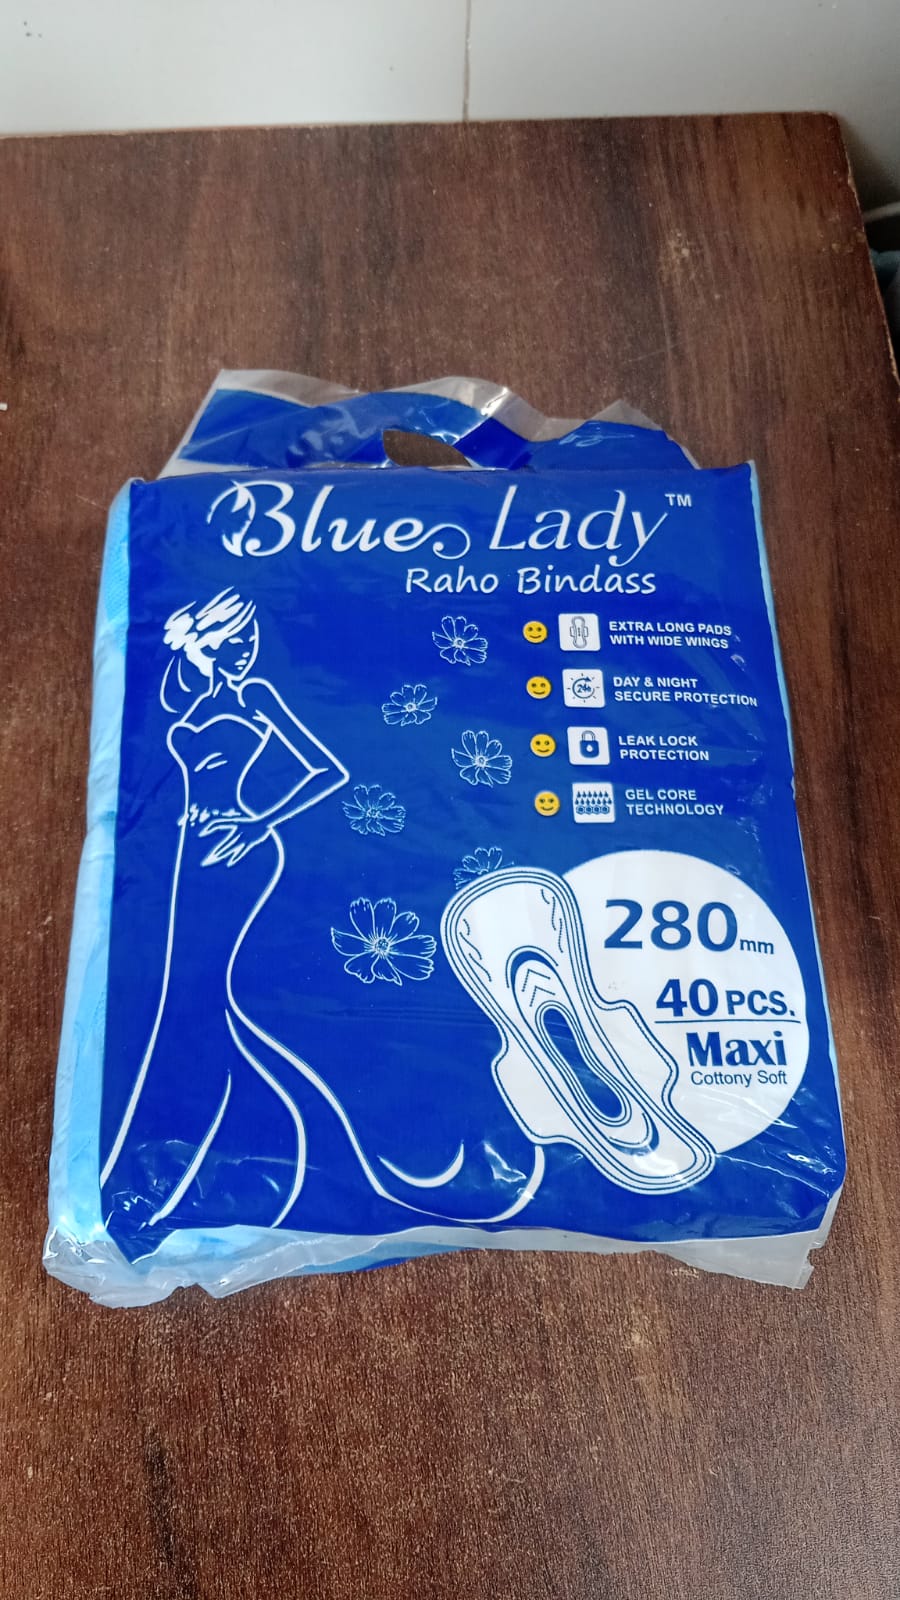 Blue Lady™
Raho Bindass
EXTRA LONG PADS
WITH WIDE WINGS
DAY & NIGHT
SECURE PROTECTION
LEAK LOCK
PROTECTION
GEL CORE
TECHNOLOGY
280mm
40 PCS.
Maxi
Cottony Soft